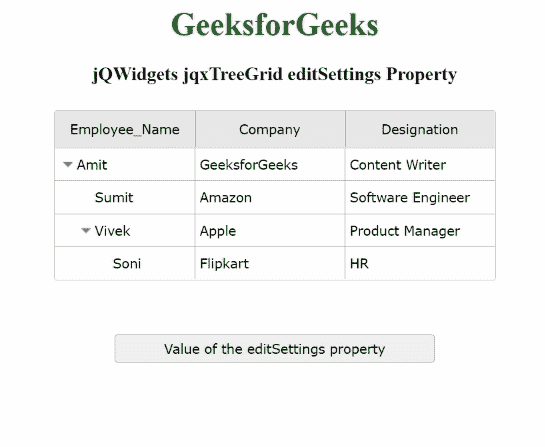 GeeksforGeeks
jQWidgets jqxTreeGrid editSettings Property
Employee_Name Company Designation
Amit GeeksforGeeks Content Writer
Sumit Amazon Software Engineer
Vivek Apple Product Manager
Soni Flipkart HR
Value of the editSettings property